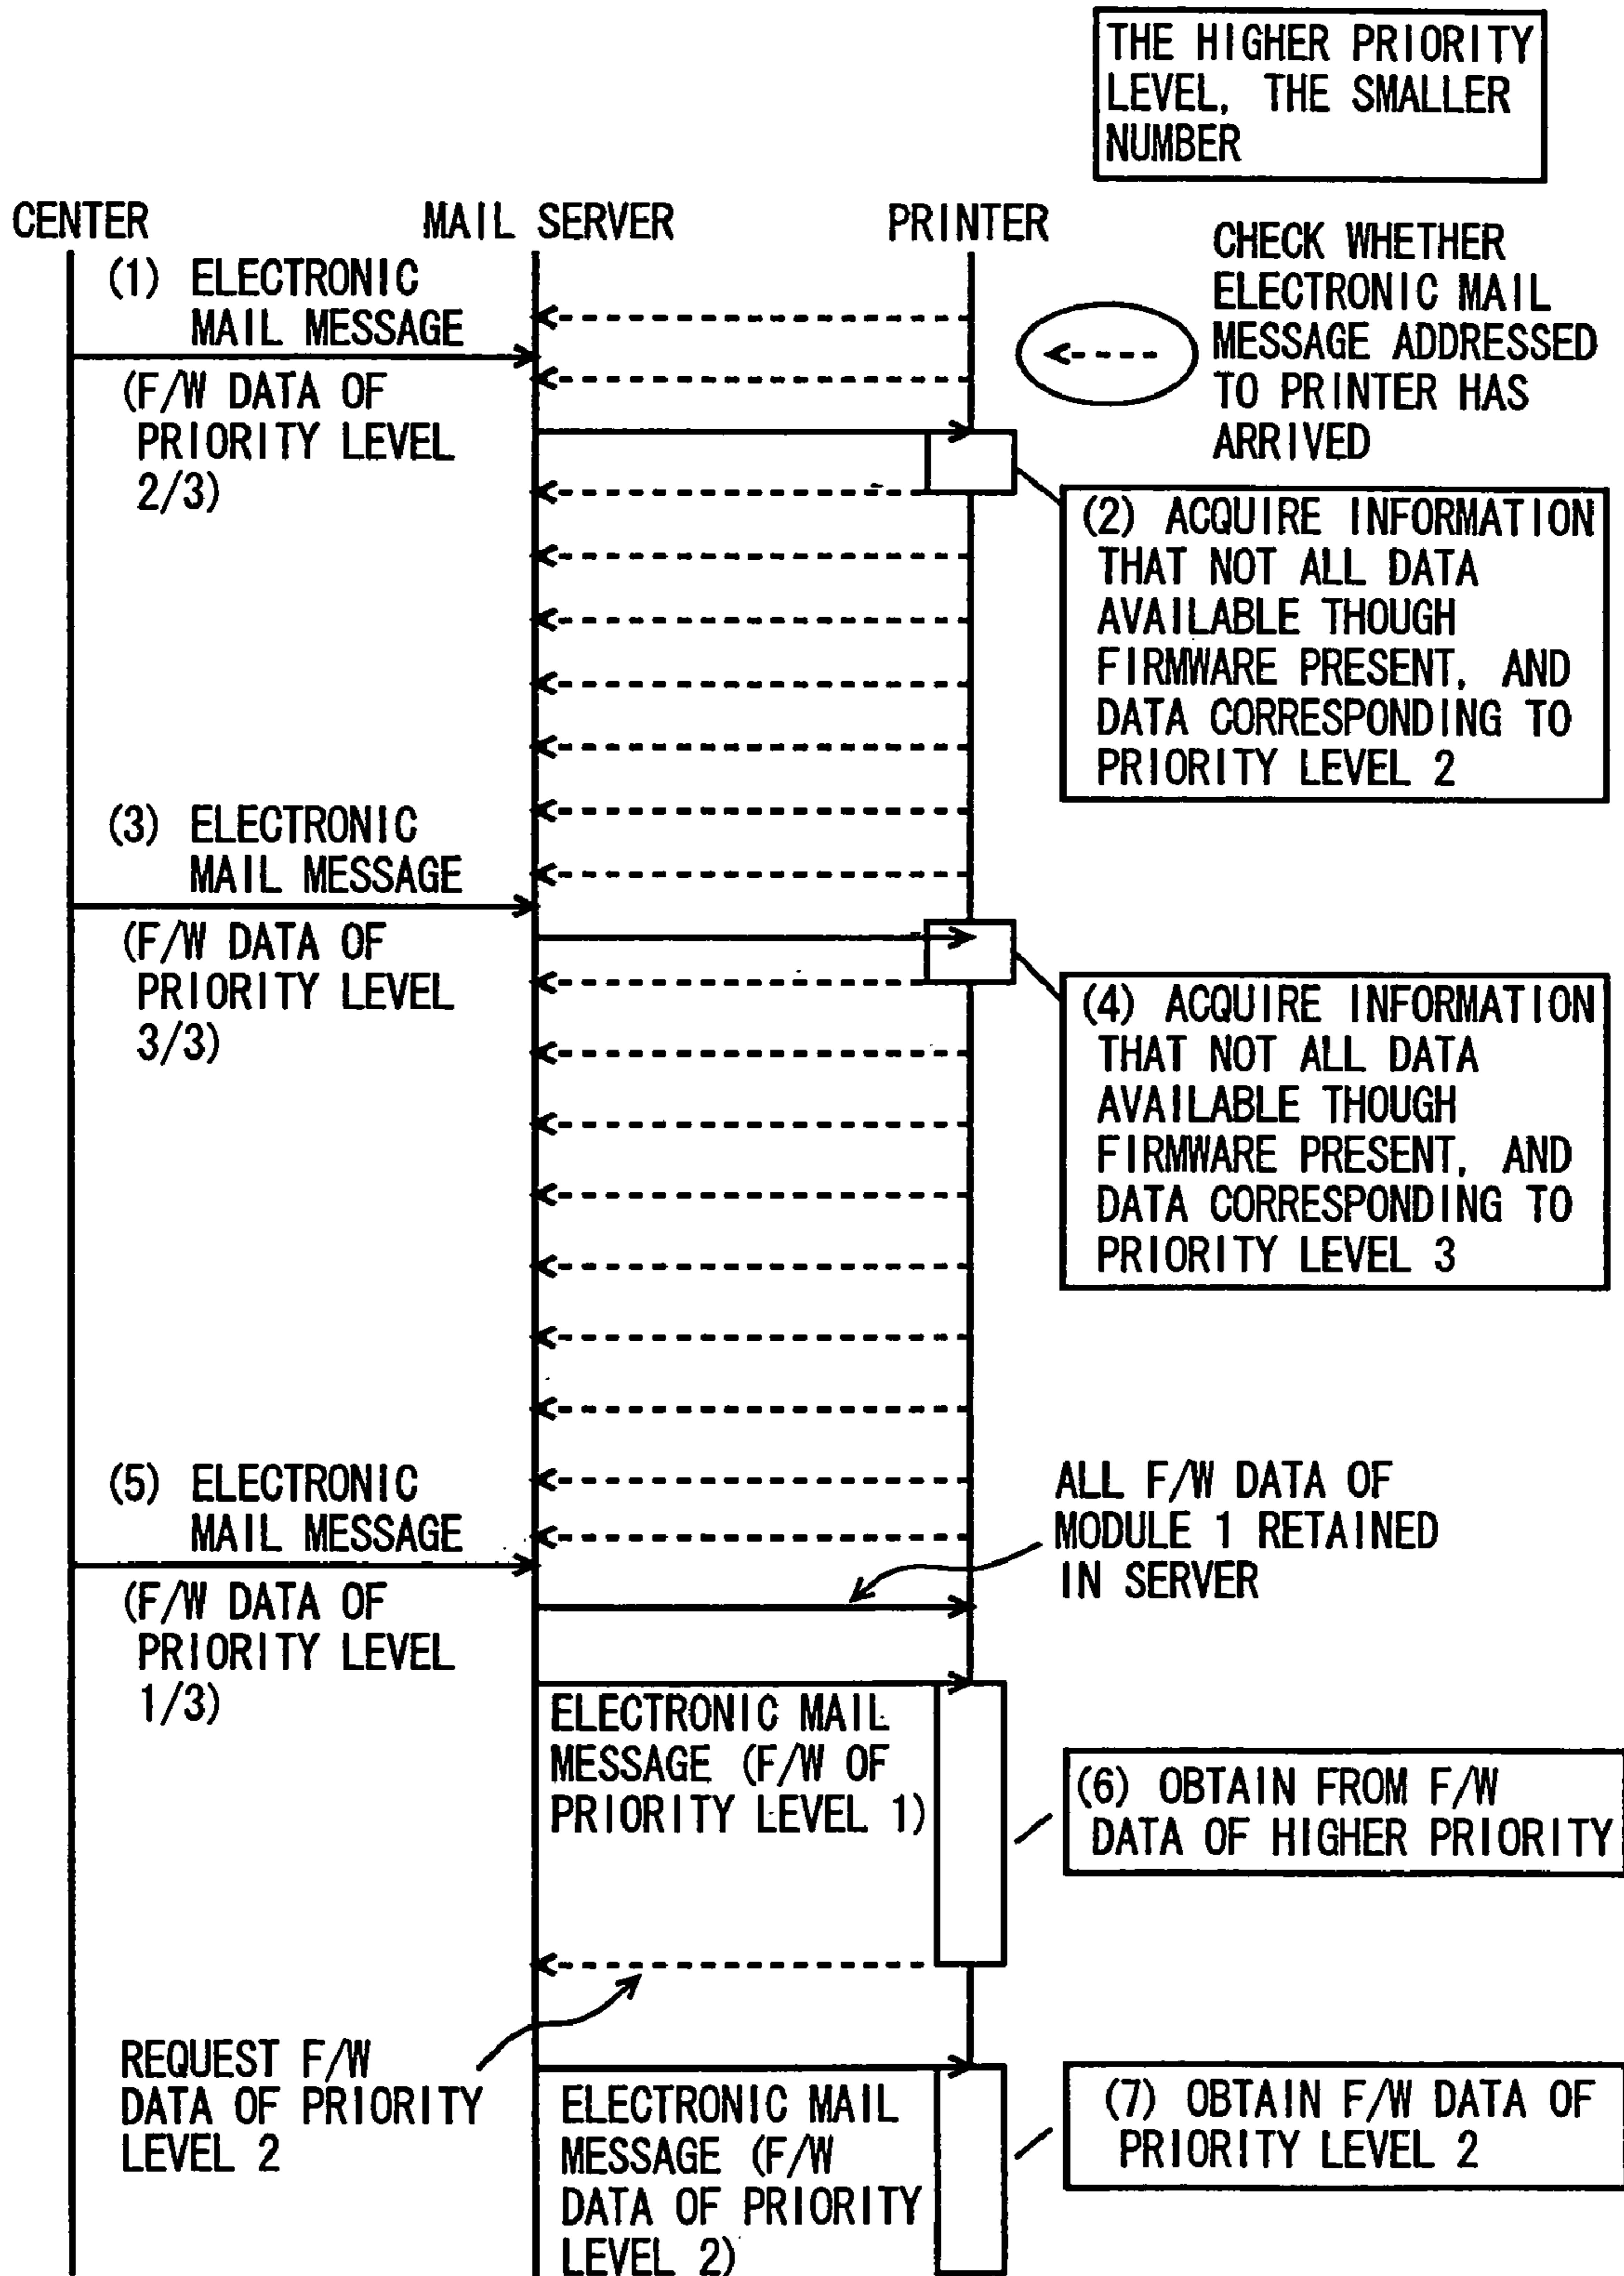 THE HIGHER PRIORITY
LEVEL, THE SMALLER
NUMBER
CENTER
MAIL SERVER
PRINTER
CHECK WHETHER
ELECTRONIC MAIL
MESSAGE ADDRESSED
TO PRINTER HAS
ARRIVED
(1) ELECTRONIC
MAIL MESSAGE
(F/W DATA OF
PRIORITY LEVEL
2/3)
(2) ACQUIRE INFORMATION
THAT NOT ALL DATA
AVAILABLE THOUGH
FIRMWARE PRESENT, AND
DATA CORRESPONDING TO
PRIORITY LEVEL 2
(3) ELECTRONIC
MAIL MESSAGE
(F/W DATA OF
PRIORITY LEVEL
3/3)
(4) ACQUIRE INFORMATION
THAT NOT ALL DATA
AVAILABLE THOUGH
FIRMWARE PRESENT, AND
DATA CORRESPONDING TO
PRIORITY LEVEL 3
(5) ELECTRONIC
MAIL MESSAGE
(F/W DATA OF
PRIORITY LEVEL
1/3)
ALL F/W DATA OF
MODULE 1 RETAINED
IN SERVER
ELECTRONIC MAIL
MESSAGE (F/W OF
PRIORITY LEVEL 1)
(6) OBTAIN FROM F/W
DATA OF HIGHER PRIORITY
REQUEST F/W
DATA OF PRIORITY
LEVEL 2
ELECTRONIC MAIL
MESSAGE (F/W
DATA OF PRIORITY
LEVEL 2)
(7) OBTAIN F/W DATA OF
PRIORITY LEVEL 2